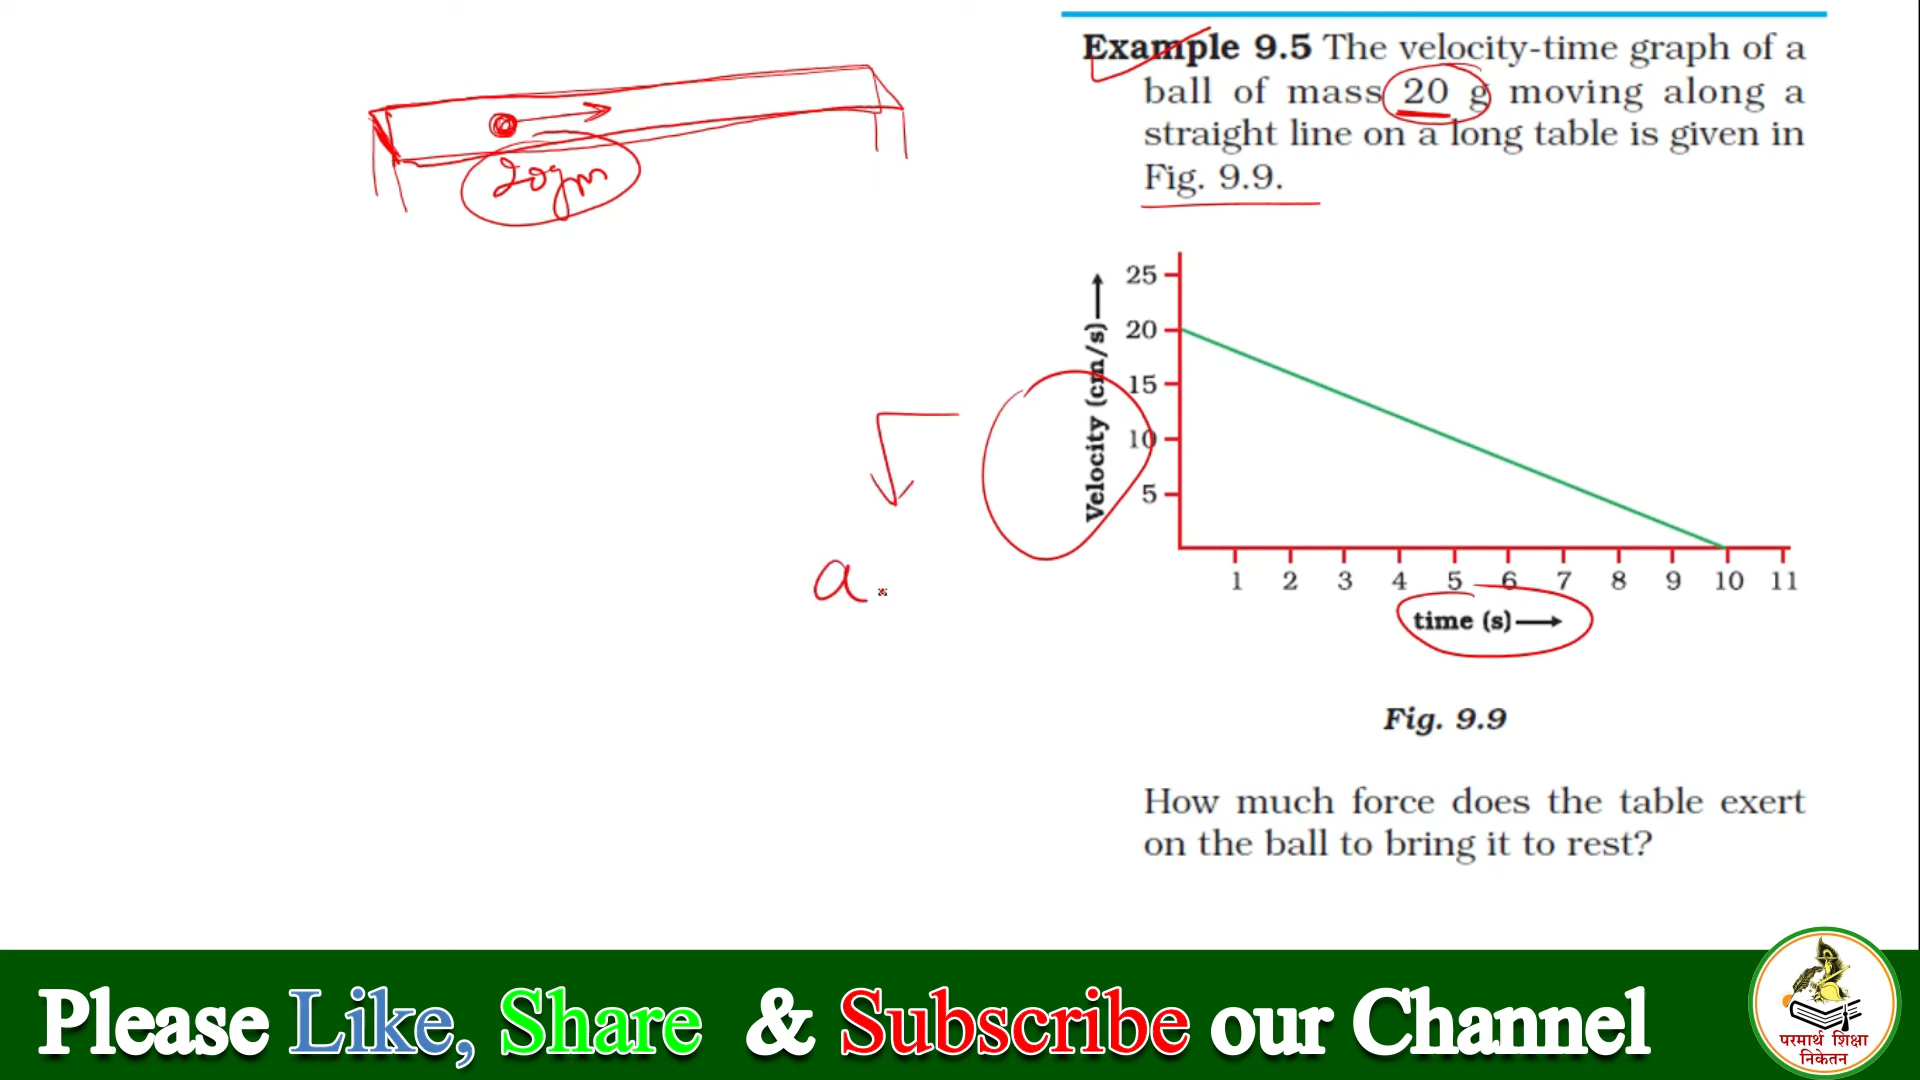 Example 9.5 The velocity-time graph of a
ball of mass 20 g moving along a
straight line on a long table is given in
Fig. 9.9.
20gm
a
Velocity (cm/s)
25
20
15
10
5
1 2 3 4 5 6 7 8 9 10 11
time (s)
Fig. 9.9
How much force does the table exert
on the ball to bring it to rest?
Please Like, Share & Subscribe our Channel
परमार्थ शिक्षा
निकेतन